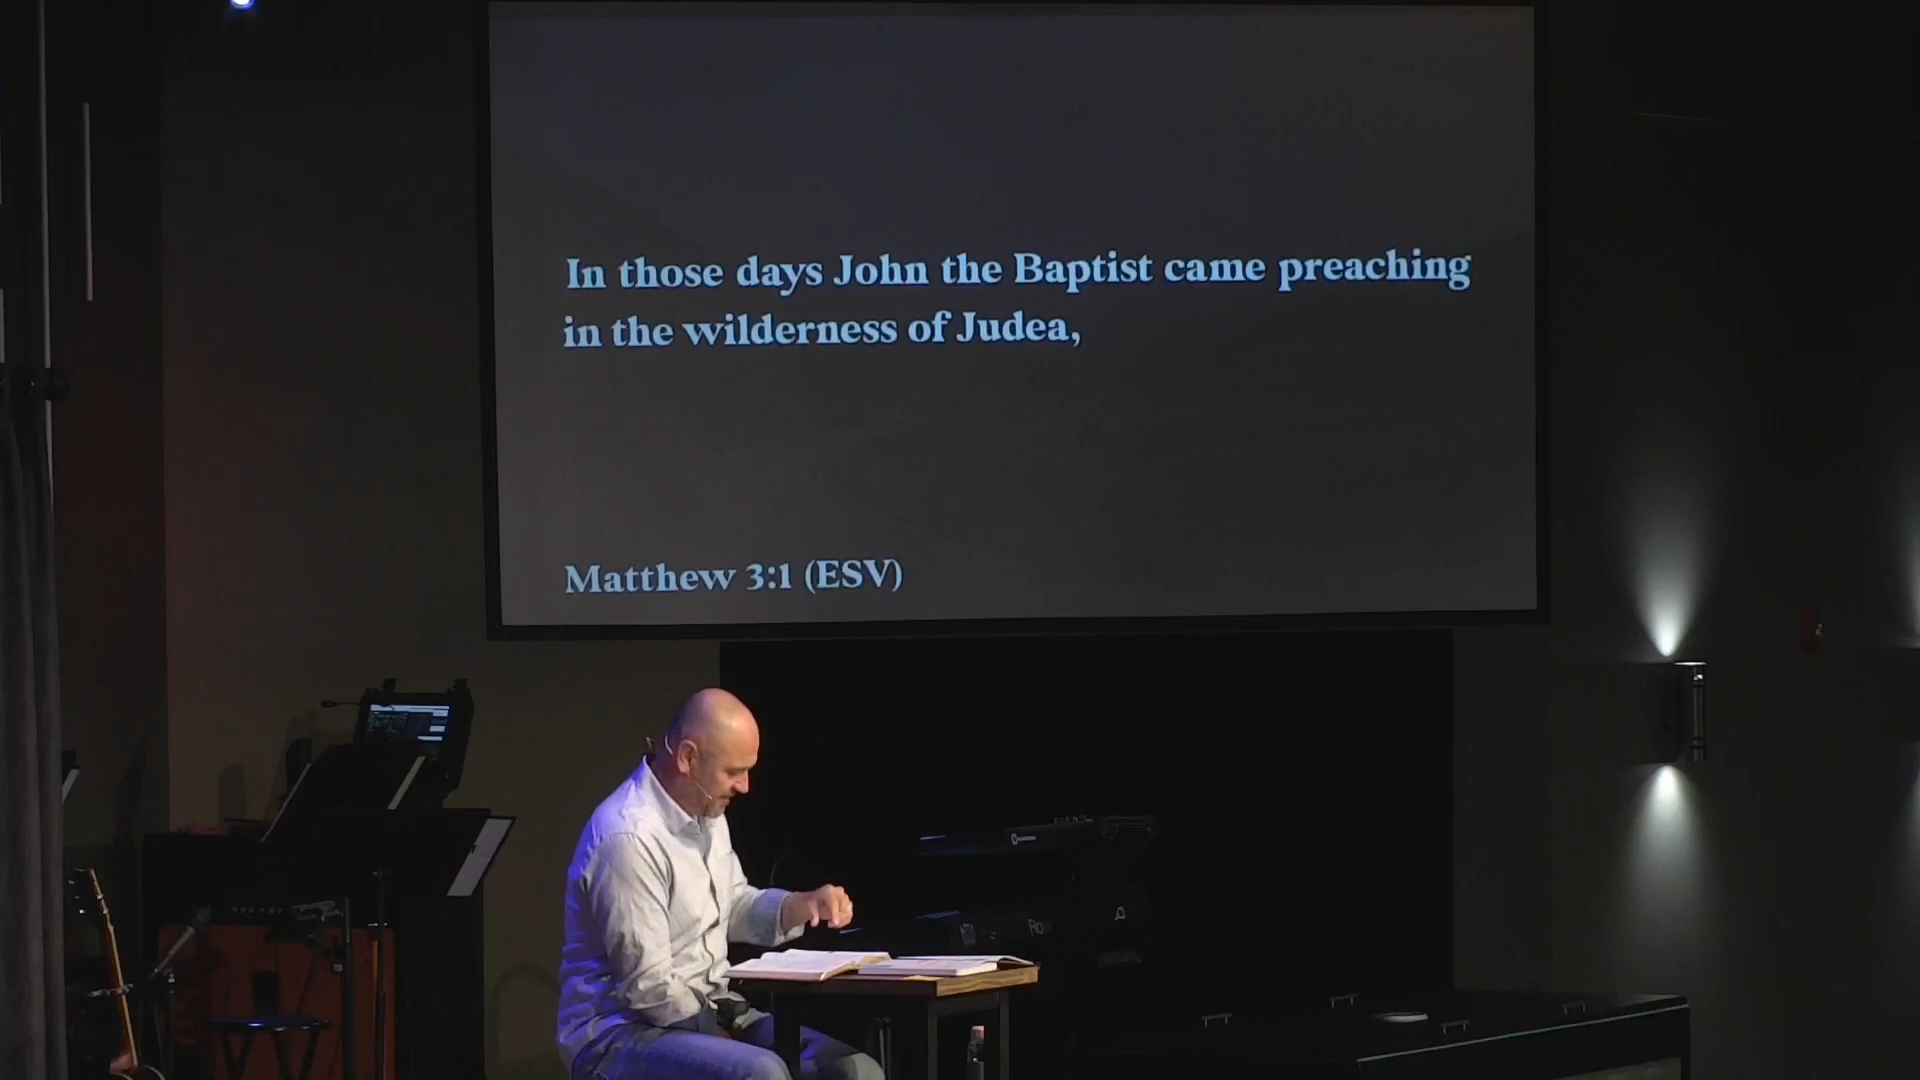 In those days John the Baptist came preaching
in the wilderness of Judea,
Matthew 3:1 (ESV)